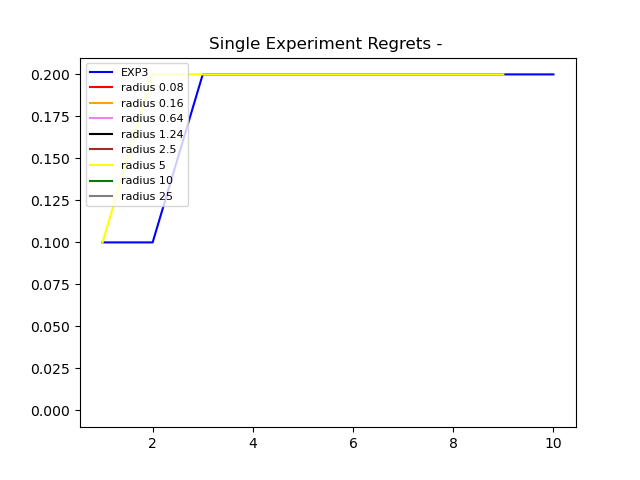 Single Experiment Regrets -
0.200
0.175
0.150
0.125
0.100
0.075
0.050
0.025
0.000
EXP3
radius 0.08
radius 0.16
radius 0.64
radius 1.24
radius 2.5
radius 5
radius 10
radius 25
2 4 6 8 10